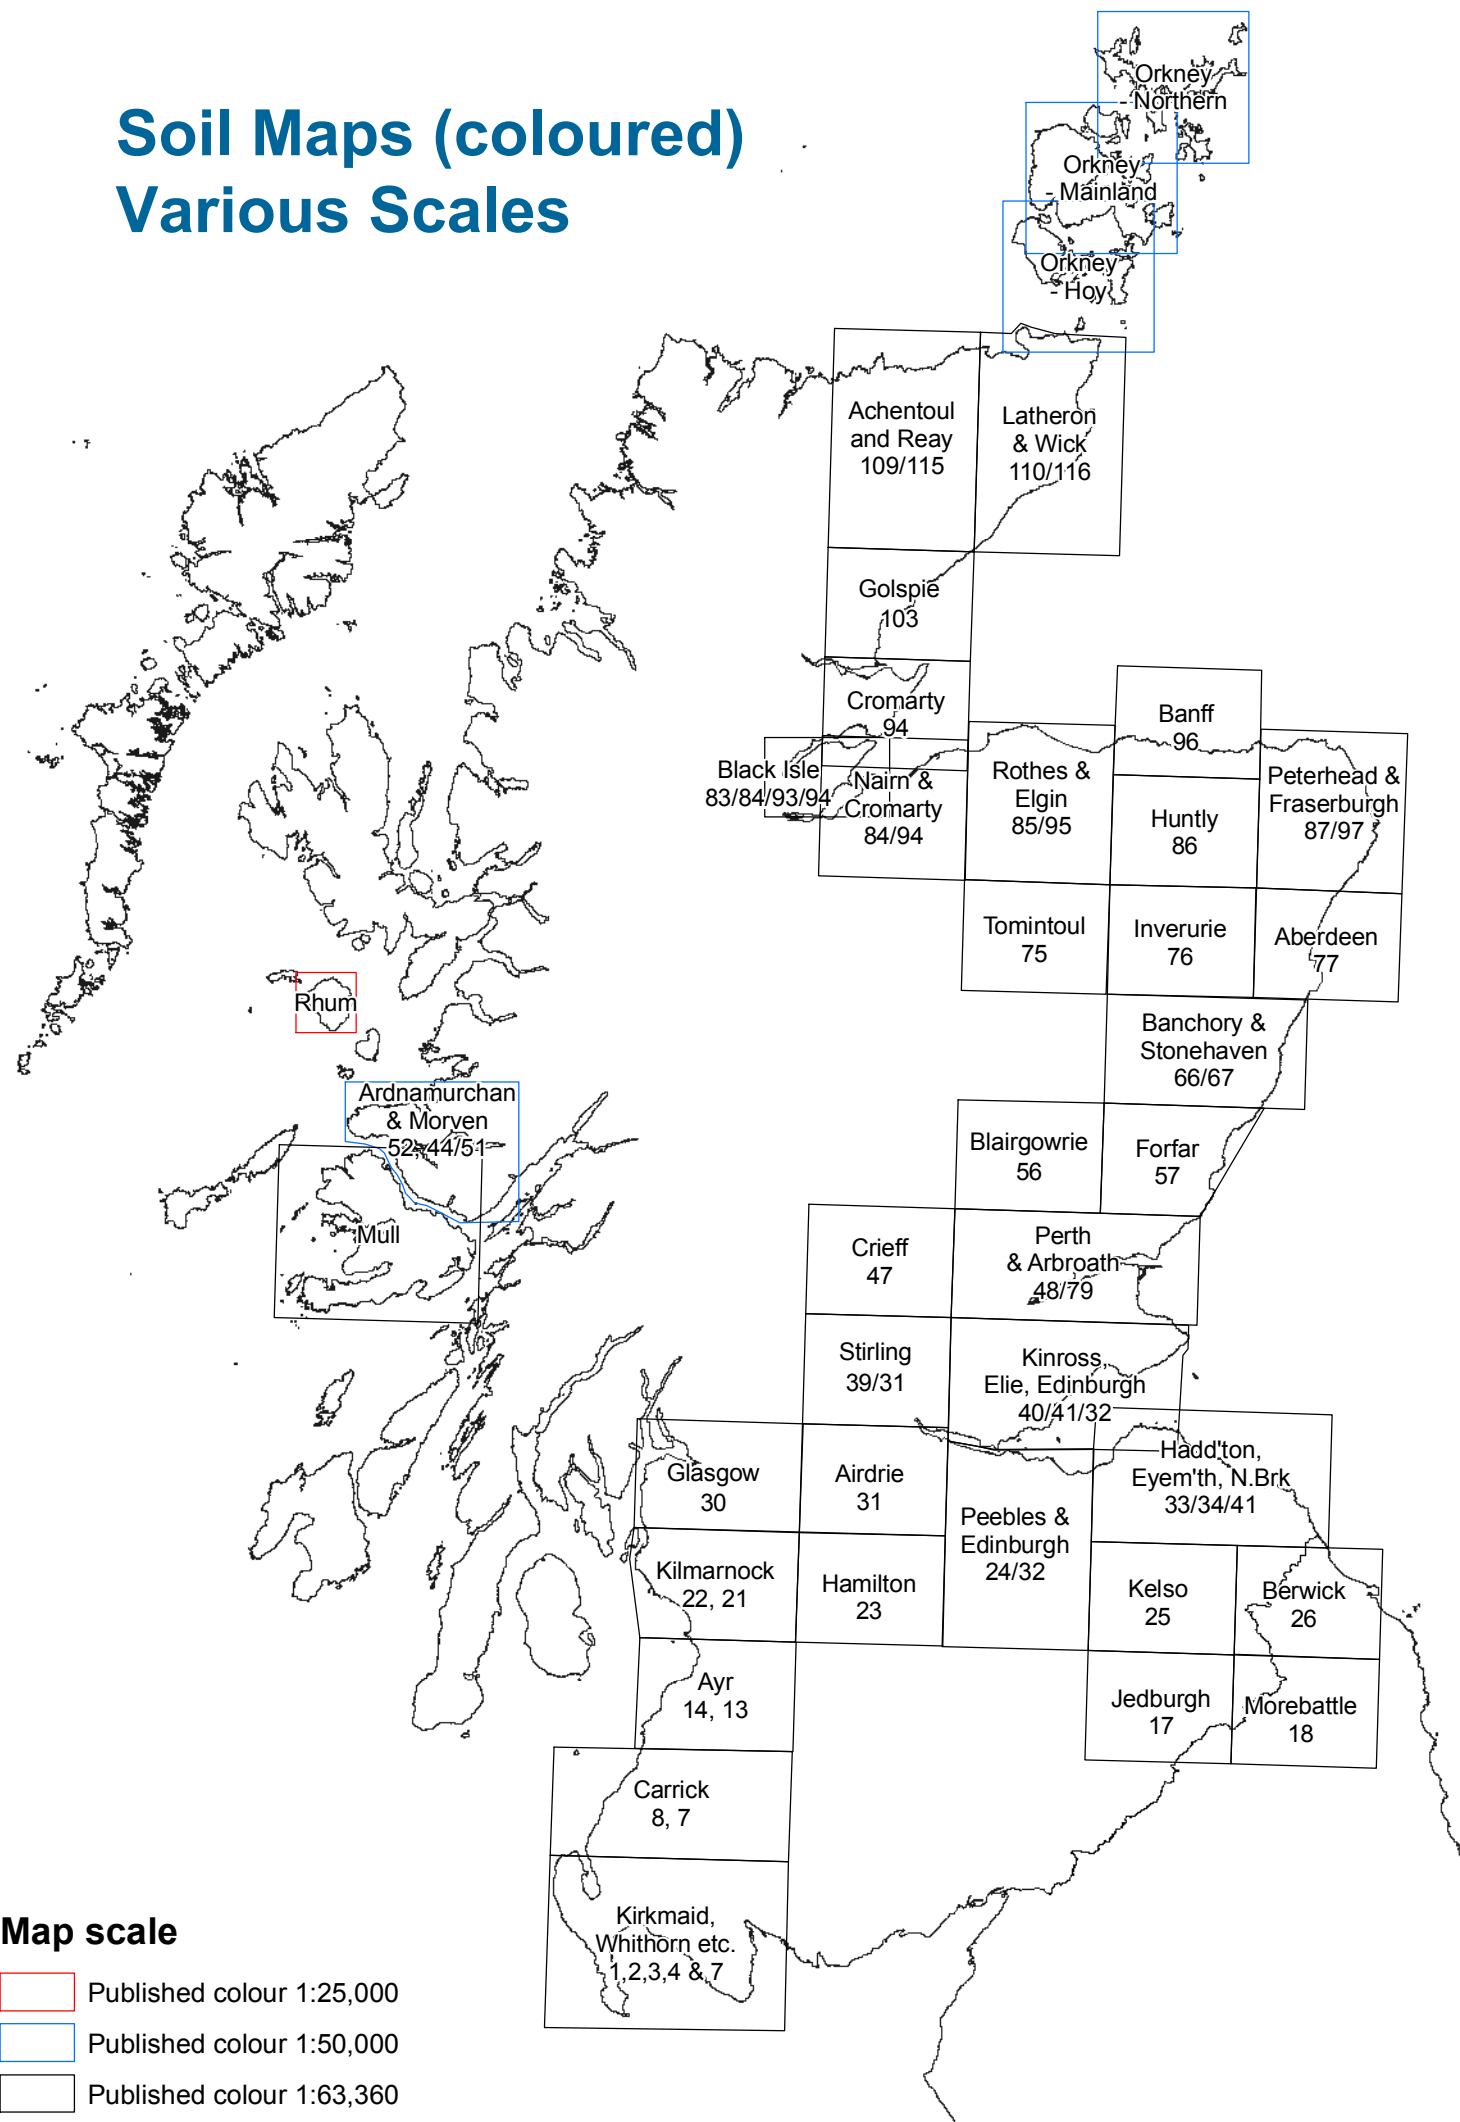 Soil Maps (coloured)
Various Scales
Orkney
- Northern
Orkney
- Mainland
Orkney
- Hoy
Achentoul
and Reay
109/115
Latheron
& Wick
110/116
Golspie
103
Cromarty
94
Banff
96
Black Isle
83/84/93/94
Nairn &
Cromarty
84/94
Rothes &
Elgin
85/95
Huntly
86
Peterhead &
Fraserburgh
87/97
Tomintoul
75
Inverurie
76
Aberdeen
77
Rhum
Banchory &
Stonehaven
66/67
Ardnamurchan
& Morven
52, 44/51
Blairgowrie
56
Forfar
57
Mull
Crieff
47
Perth
& Arbroath
48/79
Stirling
39/31
Kinross,
Elie, Edinburgh
40/41/32
Glasgow
30
Airdrie
31
Hadd'ton,
Eyem'th, N.Brk
33/34/41
Peebles &
Edinburgh
24/32
Kilmarnock
22, 21
Hamilton
23
Kelso
25
Berwick
26
Ayr
14, 13
Jedburgh
17
Morebattle
18
Carrick
8, 7
Kirkmaid,
Whithorn etc.
1,2,3,4 & 7
Map scale
Published colour 1:25,000
Published colour 1:50,000
Published colour 1:63,360